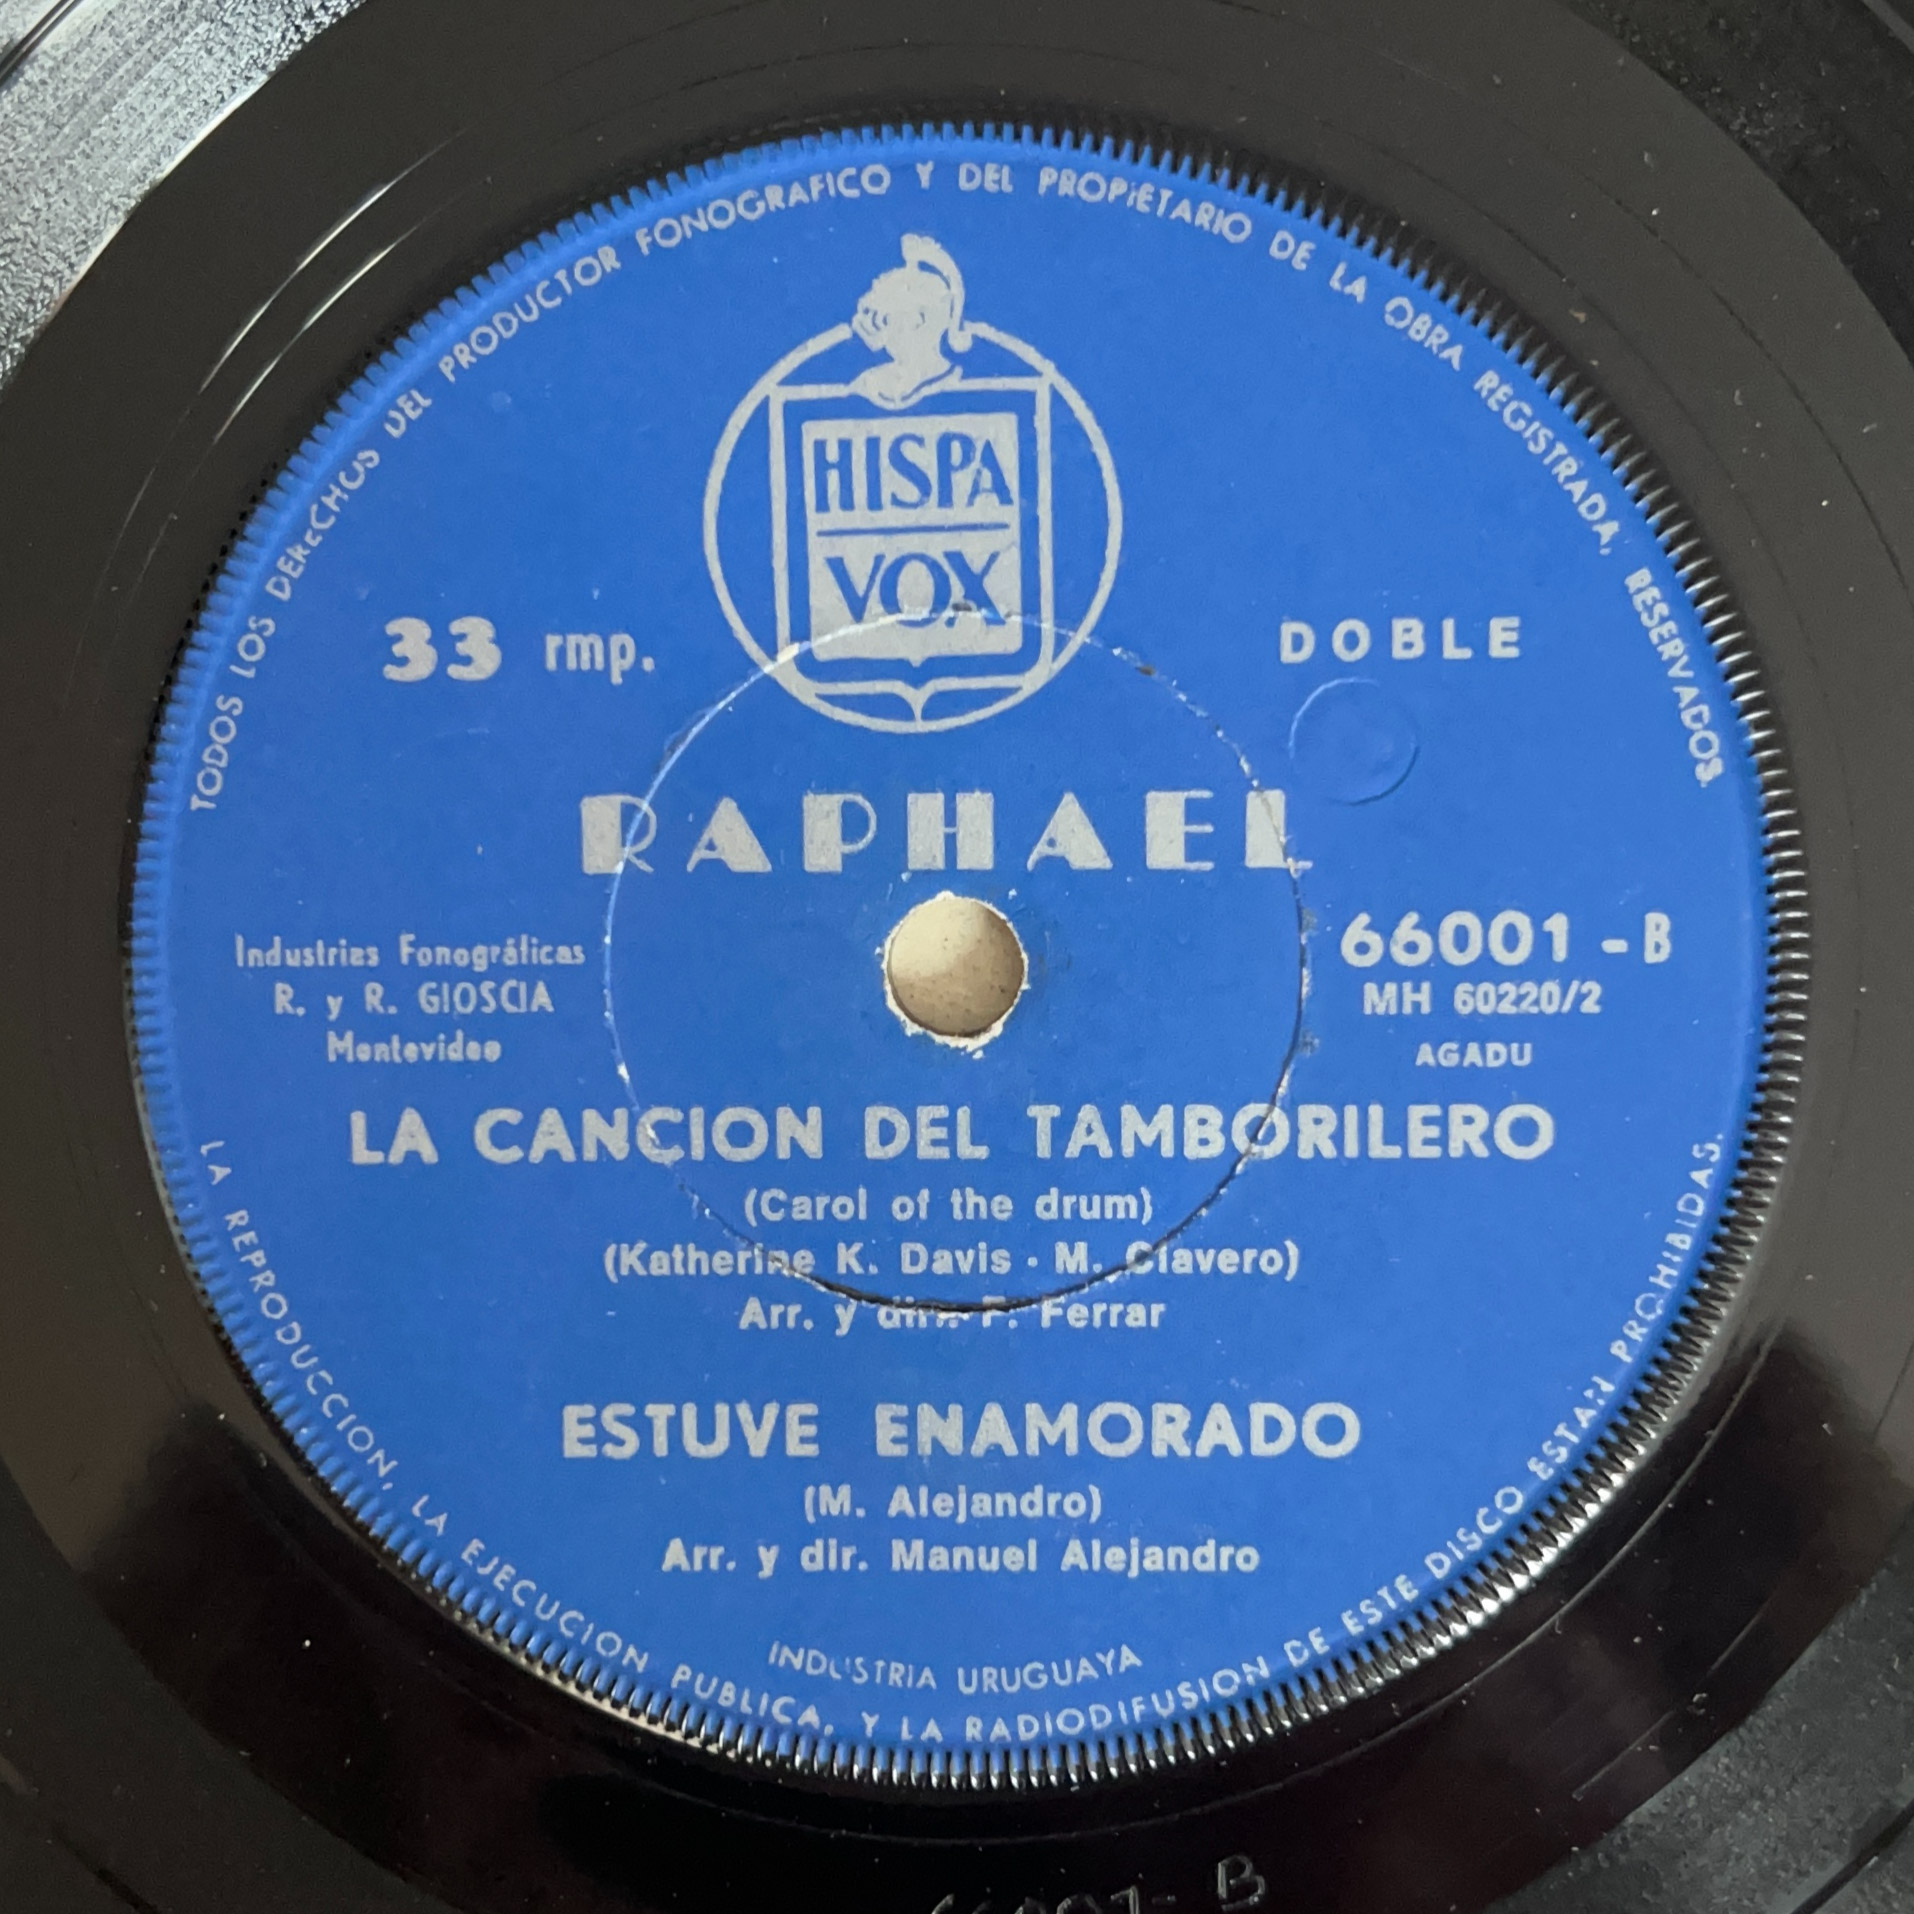 TODOS LOS DERECHOS DEL PRODUCTOR FONOGRAFICO Y DEL PROPIETARIO DE LA OBRA REGISTRADA, RESERVADOS.
HISPA
VOX
33 rmp.
DOBLE
RAPHAEL
Industrias Fonográficas
R. y R. GIOSCIA
Montevideo
66001 - B
MH 60220/2
AGADU
LA CANCION DEL TAMBORILERO
(Carol of the drum)
(Katherine K. Davis - M. Clavero)
Arr. y dir. F. Ferrar
ESTUVE ENAMORADO
(M. Alejandro)
Arr. y dir. Manuel Alejandro
INDUSTRIA URUGUAYA
LA REPRODUCCION, LA EJECUCION PUBLICA, Y LA RADIODIFUSION DE ESTE DISCO ESTAN PROHIBIDAS.